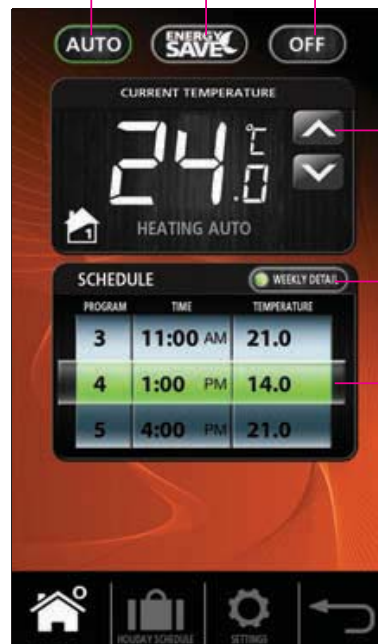 AUTO ENERGY SAVE OFF
CURRENT TEMPERATURE
24.0 °C
1
HEATING AUTO
SCHEDULE WEEKLY DETAIL
PROGRAM TIME TEMPERATURE
3 11:00 AM 21.0
4 1:00 PM 14.0
5 4:00 PM 21.0
HOLIDAY SCHEDULE SETTINGS